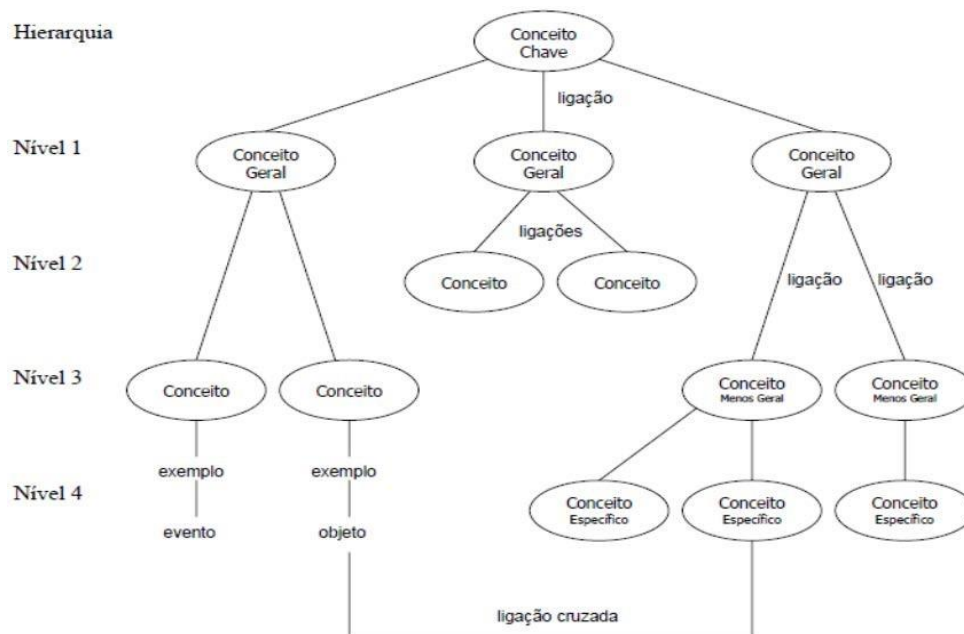 Hierarquia
Conceito
Chave
ligação
Nível 1
Conceito
Geral
Conceito
Geral
Conceito
Geral
ligações
Nível 2
Conceito
Conceito
ligação
ligação
Nível 3
Conceito
Conceito
Conceito
Menos Geral
Conceito
Menos Geral
exemplo
exemplo
Nível 4
Conceito
Específico
Conceito
Específico
Conceito
Específico
evento
objeto
ligação cruzada